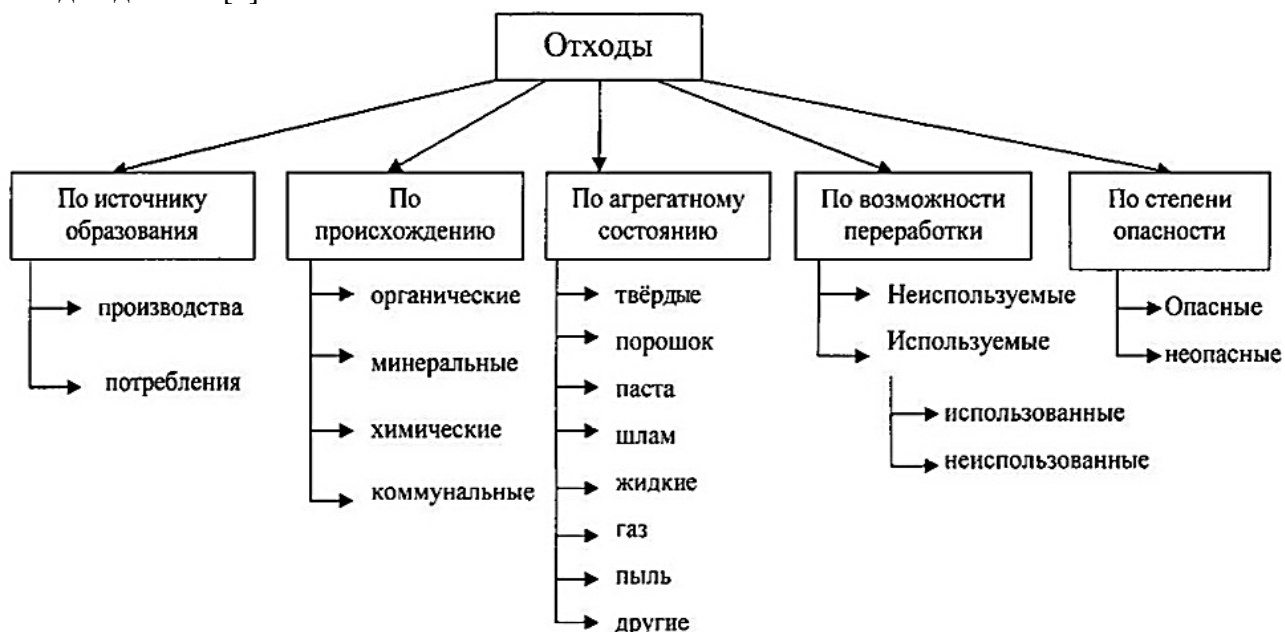 Отходы
По источнику
образования
производства
потребления
По
происхождению
органические
минеральные
химические
коммунальные
По агрегатному
состоянию
твёрдые
порошок
паста
шлам
жидкие
газ
пыль
другие
По возможности
переработки
Неиспользуемые
Используемые
использованные
неиспользованные
По степени
опасности
Опасные
неопасные